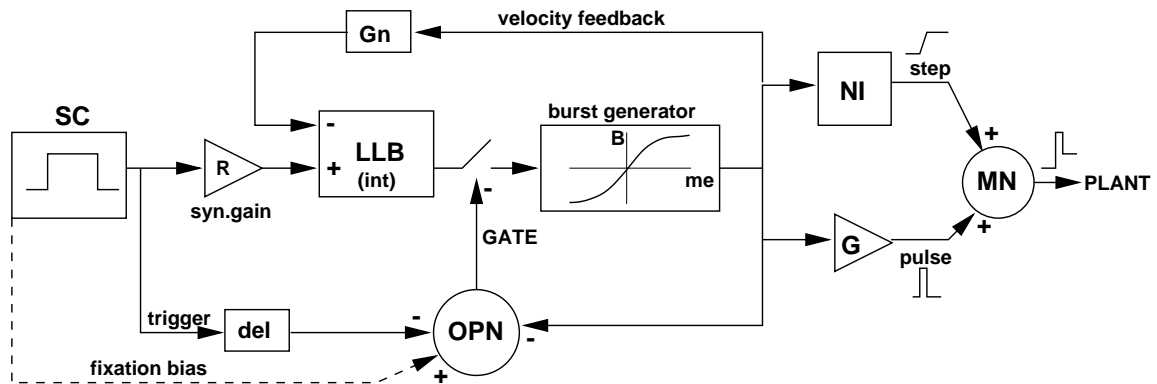 velocity feedback
Gn
SC
R
syn.gain
-
+
LLB
(int)
-
GATE
burst generator
B
me
NI
step
+
MN
+
PLANT
G
pulse
trigger
del
-
OPN
-
+
fixation bias